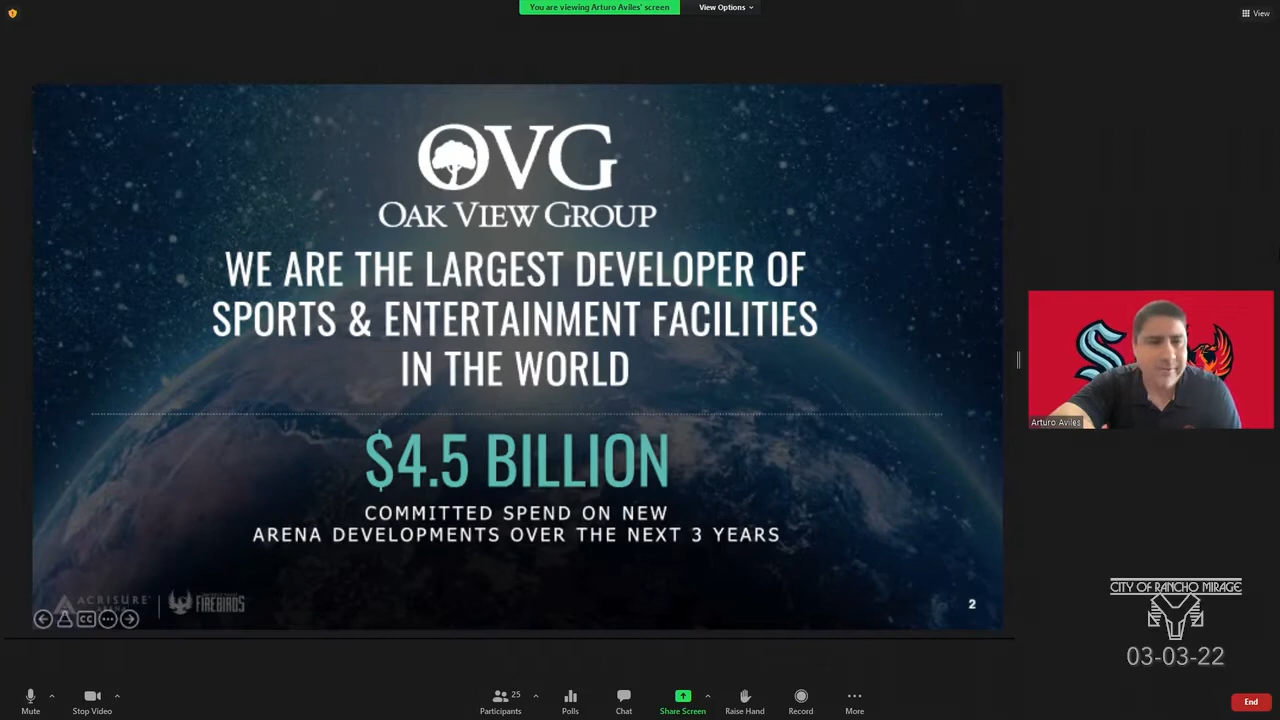 You are viewing Arturo Aviles' screen
View Options
View
OVG
OAK VIEW GROUP
WE ARE THE LARGEST DEVELOPER OF
SPORTS & ENTERTAINMENT FACILITIES
IN THE WORLD
$4.5 BILLION
COMMITTED SPEND ON NEW
ARENA DEVELOPMENTS OVER THE NEXT 3 YEARS
ACRISURE
FIREBIRDS
CC
2
Arturo Aviles
CITY OF RANCHO MIRAGE
03-03-22
Mute
Stop Video
25
Participants
Polls
Chat
Share Screen
Raise Hand
Record
More
End